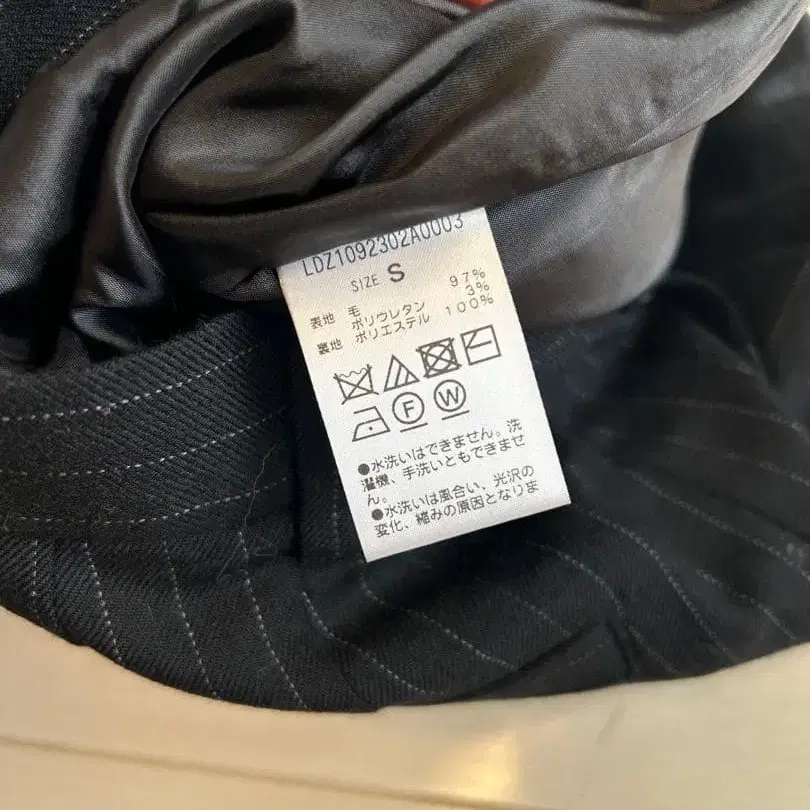 LDZ1092302A0003
SIZE S
表地 毛 97%
ポリウレタン 3%
裏地 ポリエステル 100%
F W
●水洗いはできません。洗
濯機、手洗いともできませ
ん。
●水洗いは風合い、光沢の
変化、縮みの原因となりま